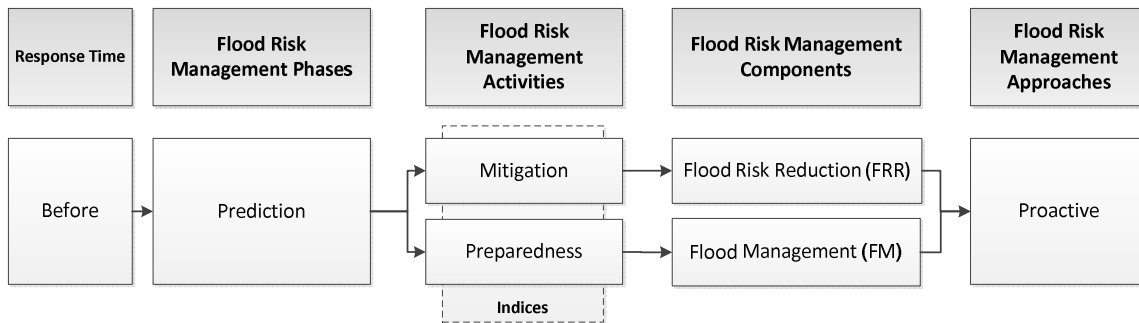 Response Time
Flood Risk
Management Phases
Flood Risk
Management
Activities
Flood Risk Management
Components
Flood Risk
Management
Approaches
Before
Prediction
Mitigation
Preparedness
Indices
Flood Risk Reduction (FRR)
Flood Management (FM)
Proactive